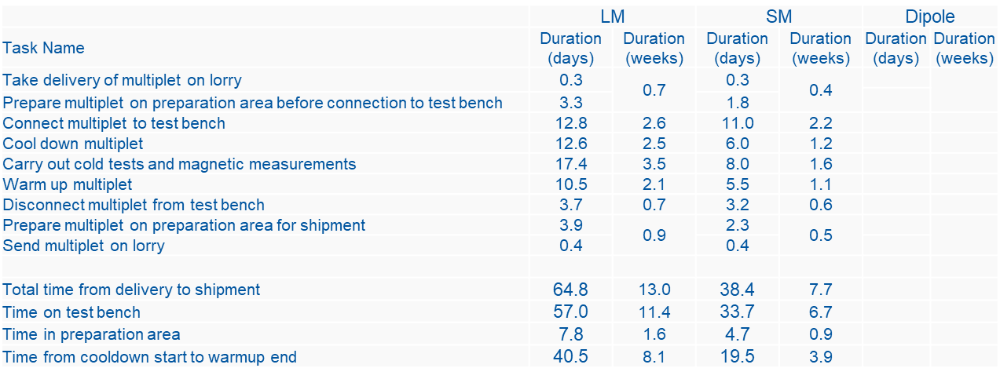 LM SM Dipole
Task Name Duration (days) Duration (weeks) Duration (days) Duration (weeks) Duration (days) Duration (weeks)
Take delivery of multiplet on lorry 0.3 0.7 0.3 0.4
Prepare multiplet on preparation area before connection to test bench 3.3 1.8
Connect multiplet to test bench 12.8 2.6 11.0 2.2
Cool down multiplet 12.6 2.5 6.0 1.2
Carry out cold tests and magnetic measurements 17.4 3.5 8.0 1.6
Warm up multiplet 10.5 2.1 5.5 1.1
Disconnect multiplet from test bench 3.7 0.7 3.2 0.6
Prepare multiplet on preparation area for shipment 3.9 0.9 2.3 0.5
Send multiplet on lorry 0.4 0.4
Total time from delivery to shipment 64.8 13.0 38.4 7.7
Time on test bench 57.0 11.4 33.7 6.7
Time in preparation area 7.8 1.6 4.7 0.9
Time from cooldown start to warmup end 40.5 8.1 19.5 3.9